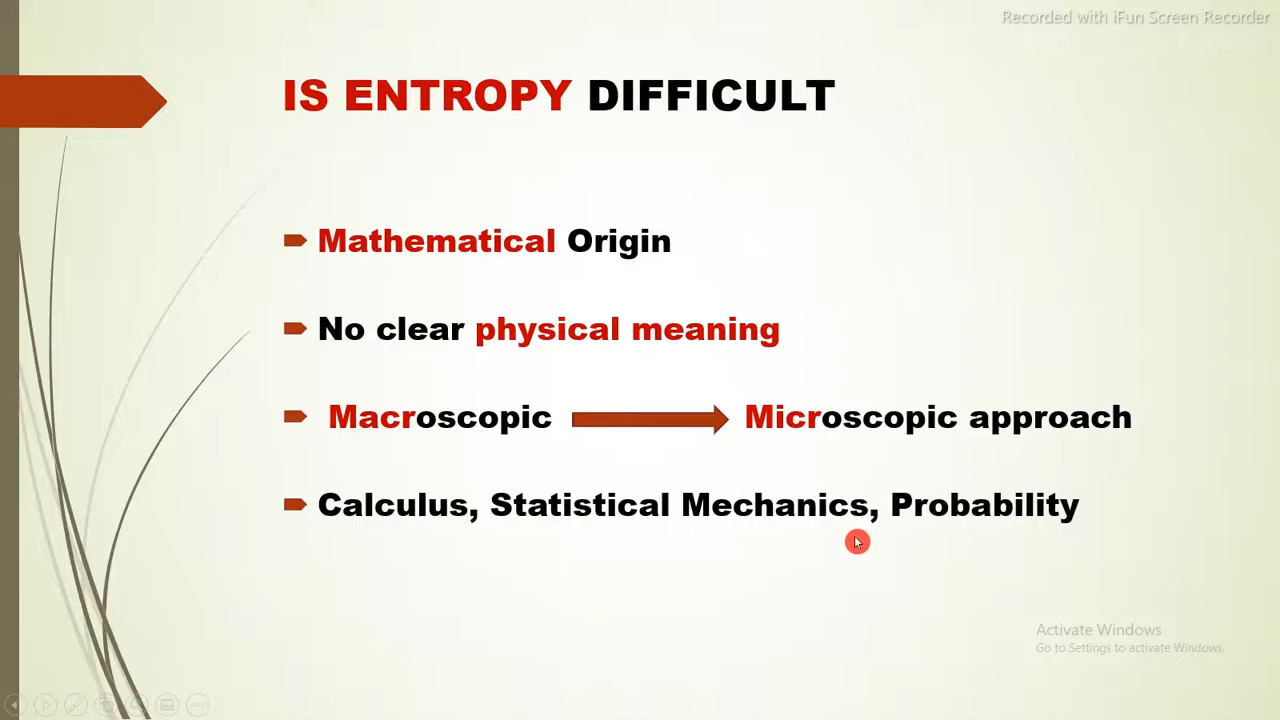 Recorded with iFun Screen Recorder
IS ENTROPY DIFFICULT
Mathematical Origin
No clear physical meaning
Macroscopic Microscopic approach
Calculus, Statistical Mechanics, Probability
Activate Windows
Go to Settings to activate Windows.